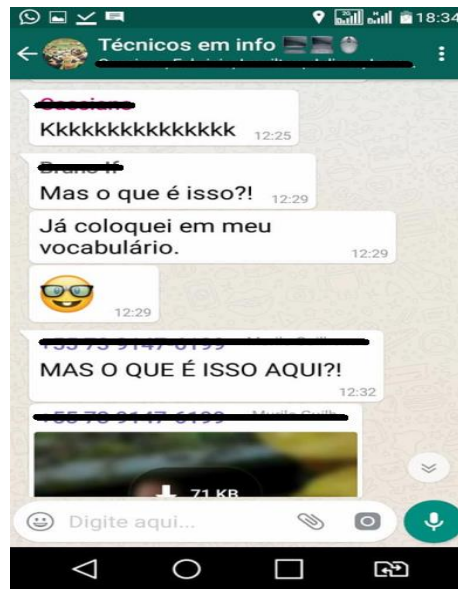 18:34
Técnicos em info
Kkkkkkkkkkkkkkk 12:25
Mas o que é isso?! 12:29
Já coloquei em meu
vocabulário. 12:29
12:29
MAS O QUE É ISSO AQUI?!
12:32
71 KB
Digite aqui...